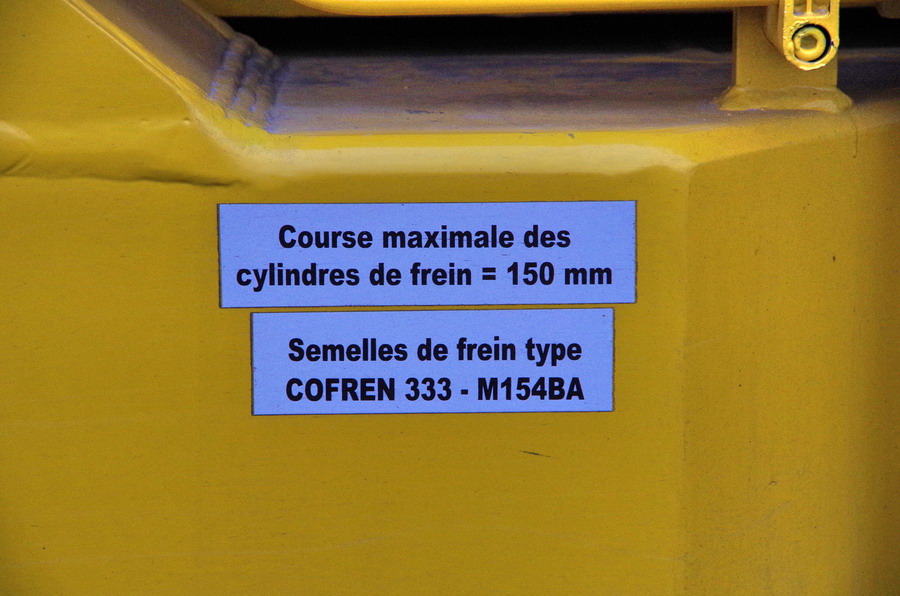 Course maximale des
cylindres de frein = 150 mm
Semelles de frein type
COFREN 333 - M154BA